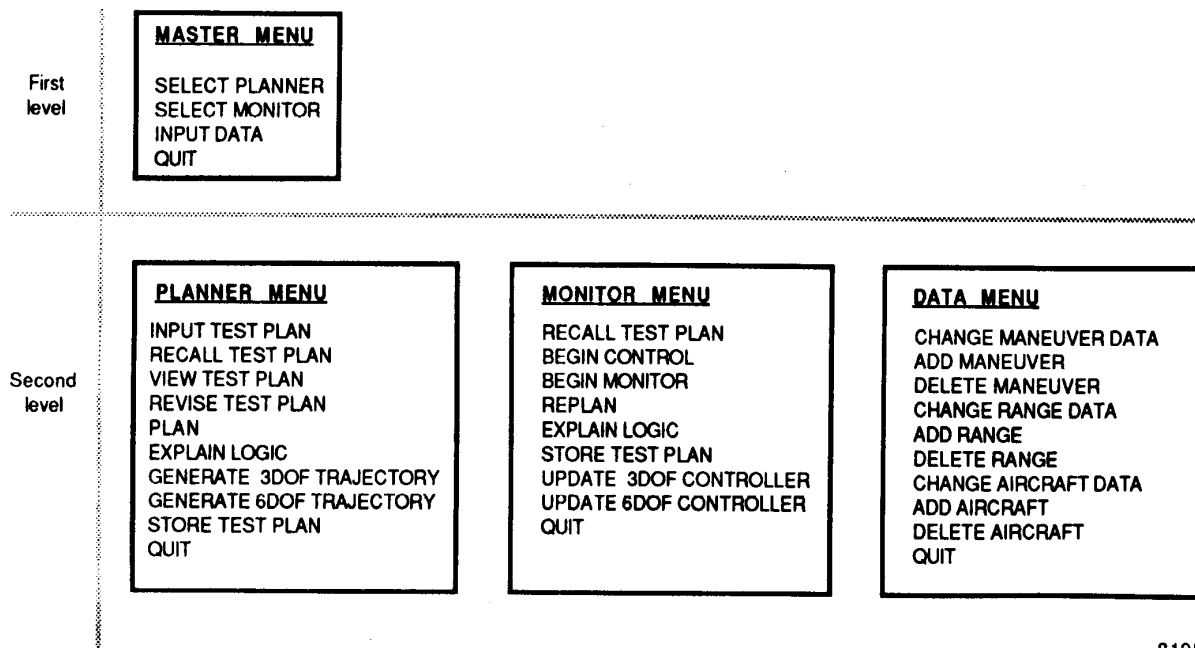 MASTER MENU
First level
SELECT PLANNER
SELECT MONITOR
INPUT DATA
QUIT
Second level
PLANNER MENU
INPUT TEST PLAN
RECALL TEST PLAN
VIEW TEST PLAN
REVISE TEST PLAN
PLAN
EXPLAIN LOGIC
GENERATE 3DOF TRAJECTORY
GENERATE 6DOF TRAJECTORY
STORE TEST PLAN
QUIT
MONITOR MENU
RECALL TEST PLAN
BEGIN CONTROL
BEGIN MONITOR
REPLAN
EXPLAIN LOGIC
STORE TEST PLAN
UPDATE 3DOF CONTROLLER
UPDATE 6DOF CONTROLLER
QUIT
DATA MENU
CHANGE MANEUVER DATA
ADD MANEUVER
DELETE MANEUVER
CHANGE RANGE DATA
ADD RANGE
DELETE RANGE
CHANGE AIRCRAFT DATA
ADD AIRCRAFT
DELETE AIRCRAFT
QUIT